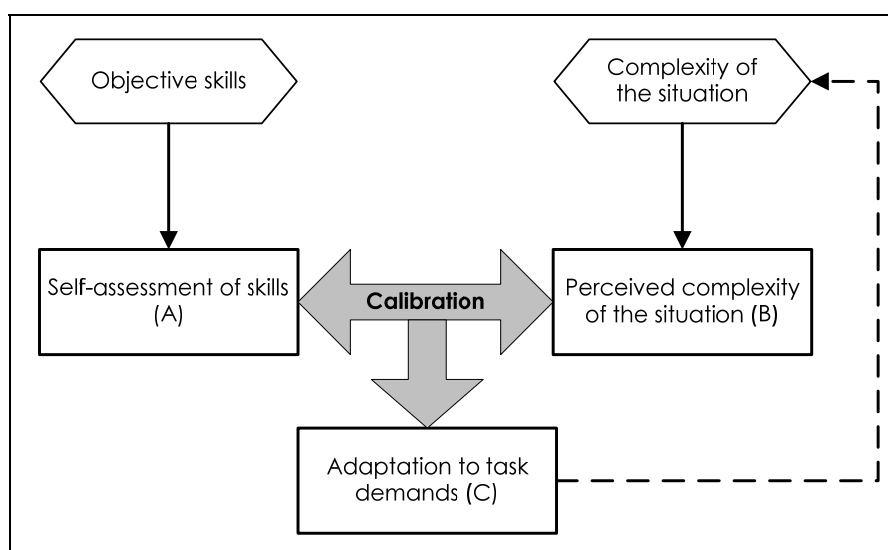 Objective skills
Complexity of
the situation
Self-assessment of skills
(A)
Calibration
Perceived complexity
of the situation (B)
Adaptation to task
demands (C)